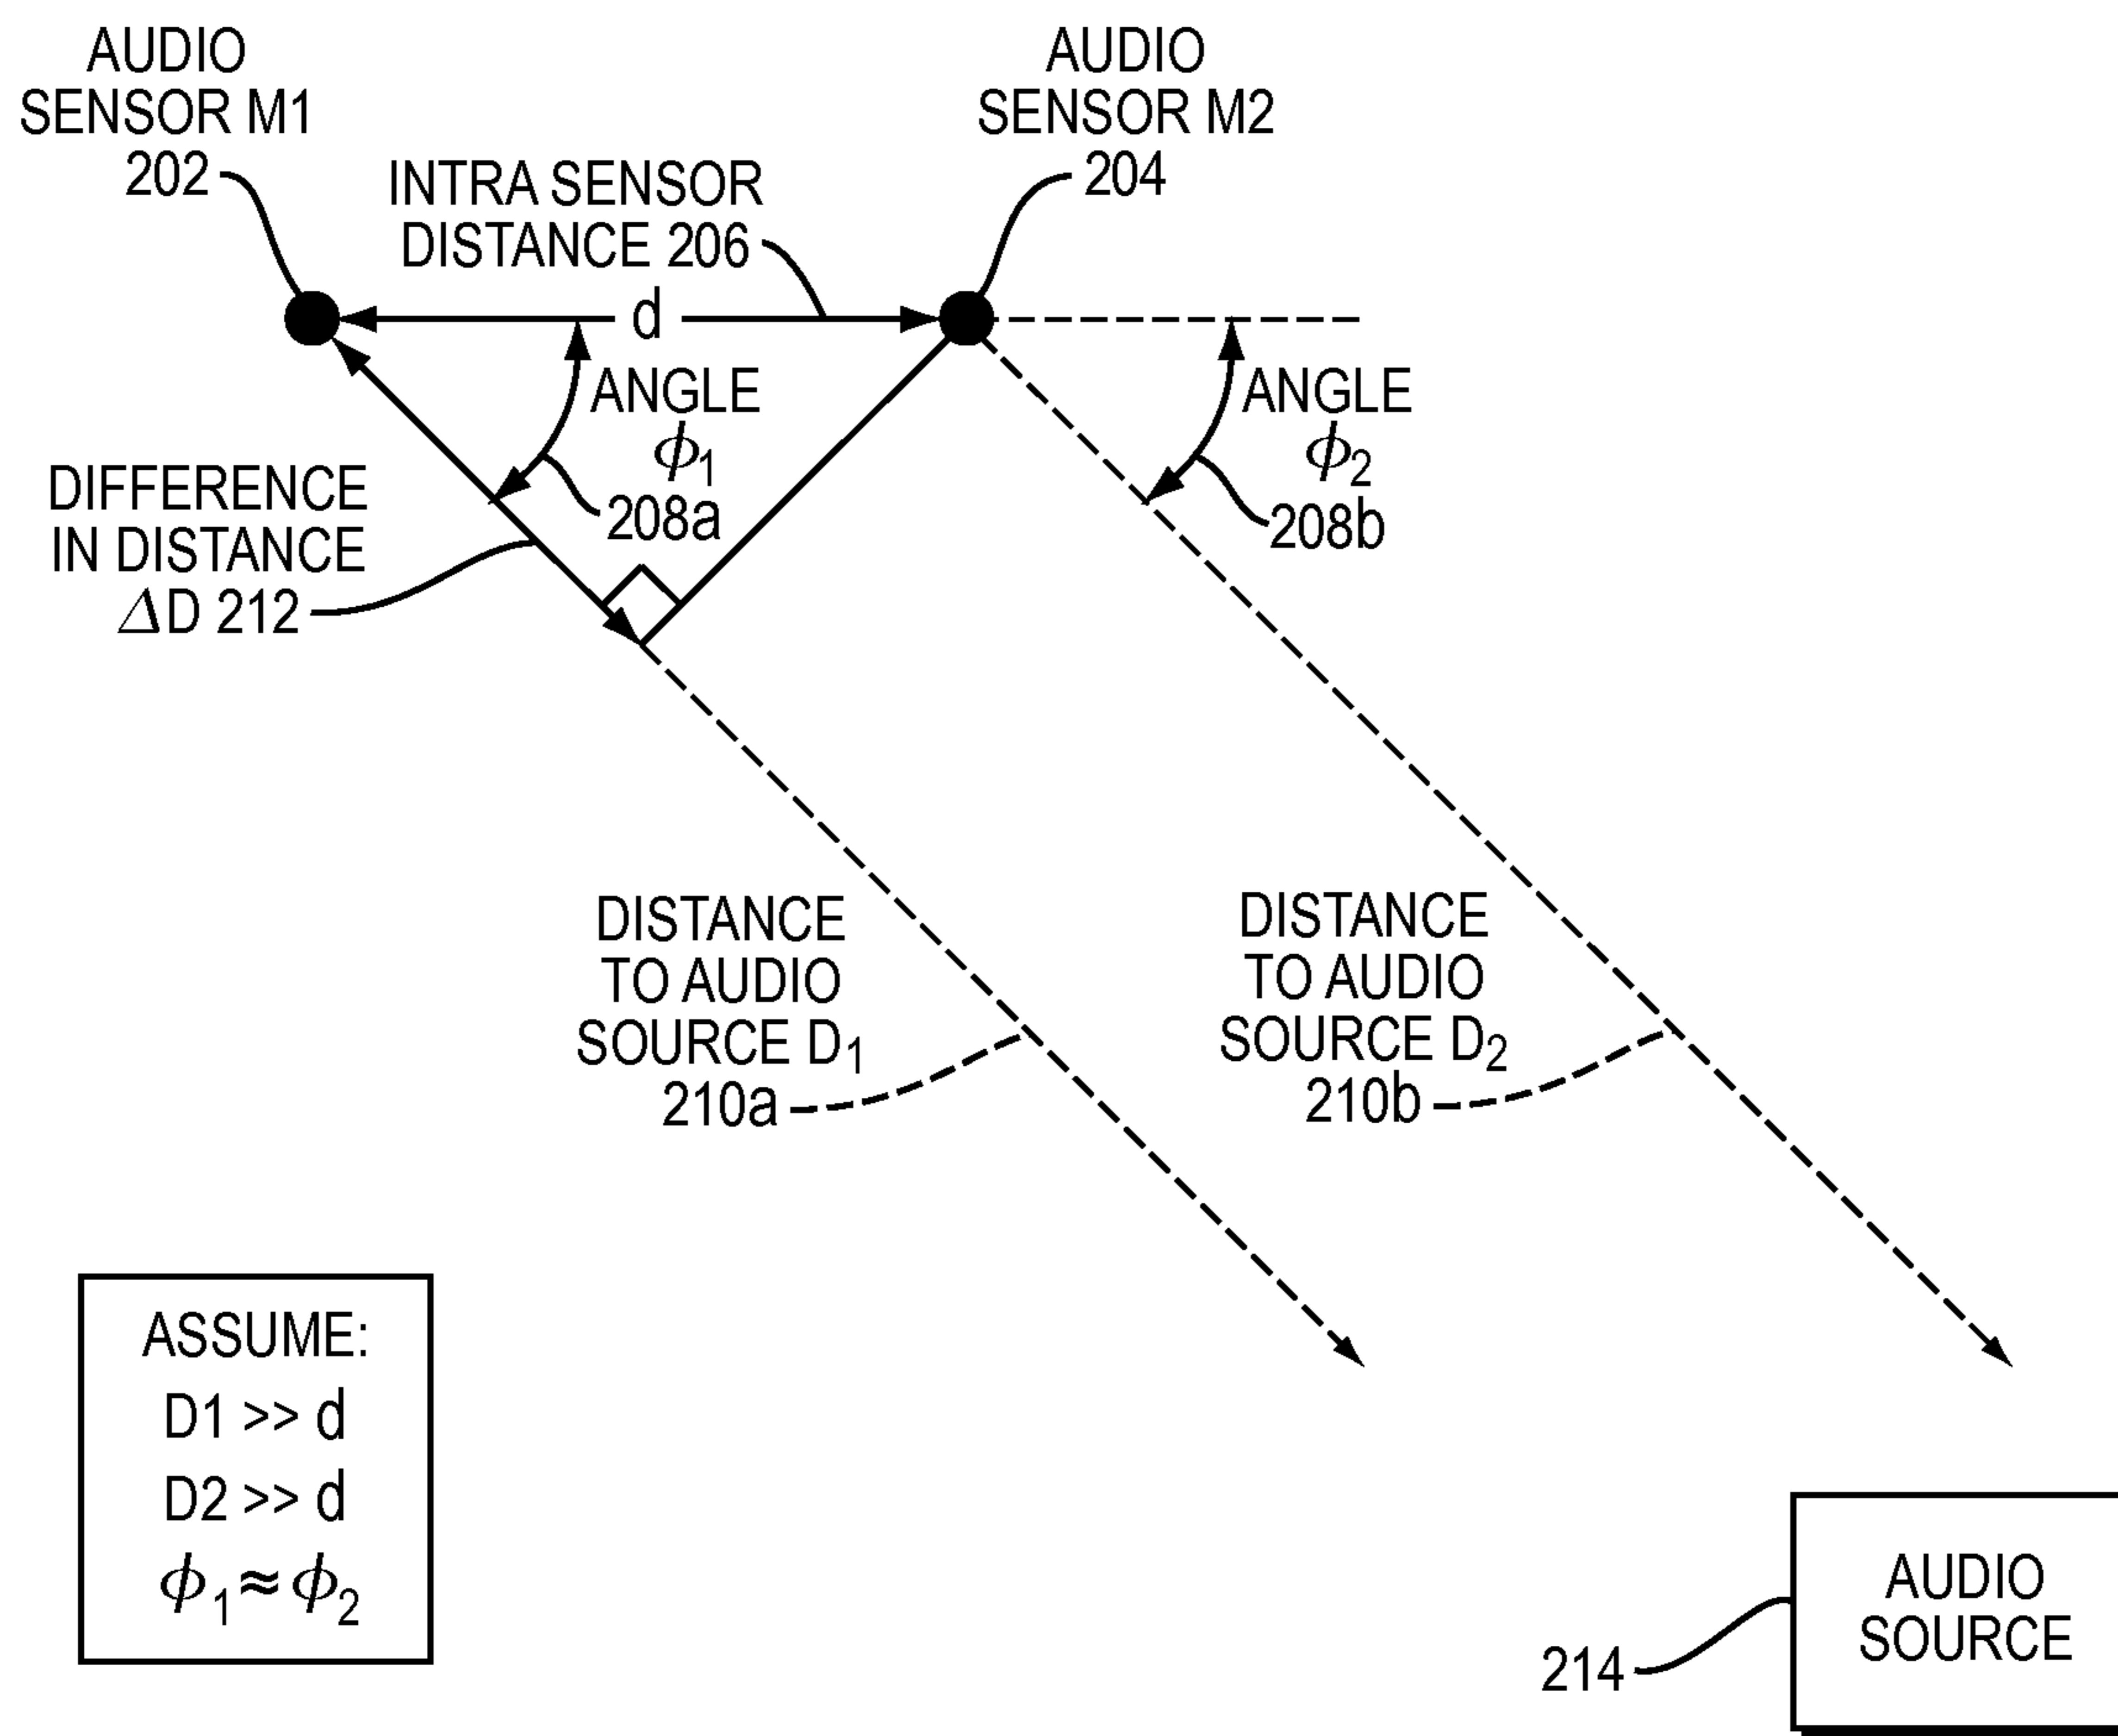 AUDIO
SENSOR M1
202
AUDIO
SENSOR M2
204
INTRA SENSOR
DISTANCE 206
d
ANGLE
ϕ1
208a
ANGLE
ϕ2
208b
DIFFERENCE
IN DISTANCE
ΔD 212
DISTANCE
TO AUDIO
SOURCE D1
210a
DISTANCE
TO AUDIO
SOURCE D2
210b
ASSUME:
D1 >> d
D2 >> d
ϕ1 ≈ ϕ2
AUDIO
SOURCE
214